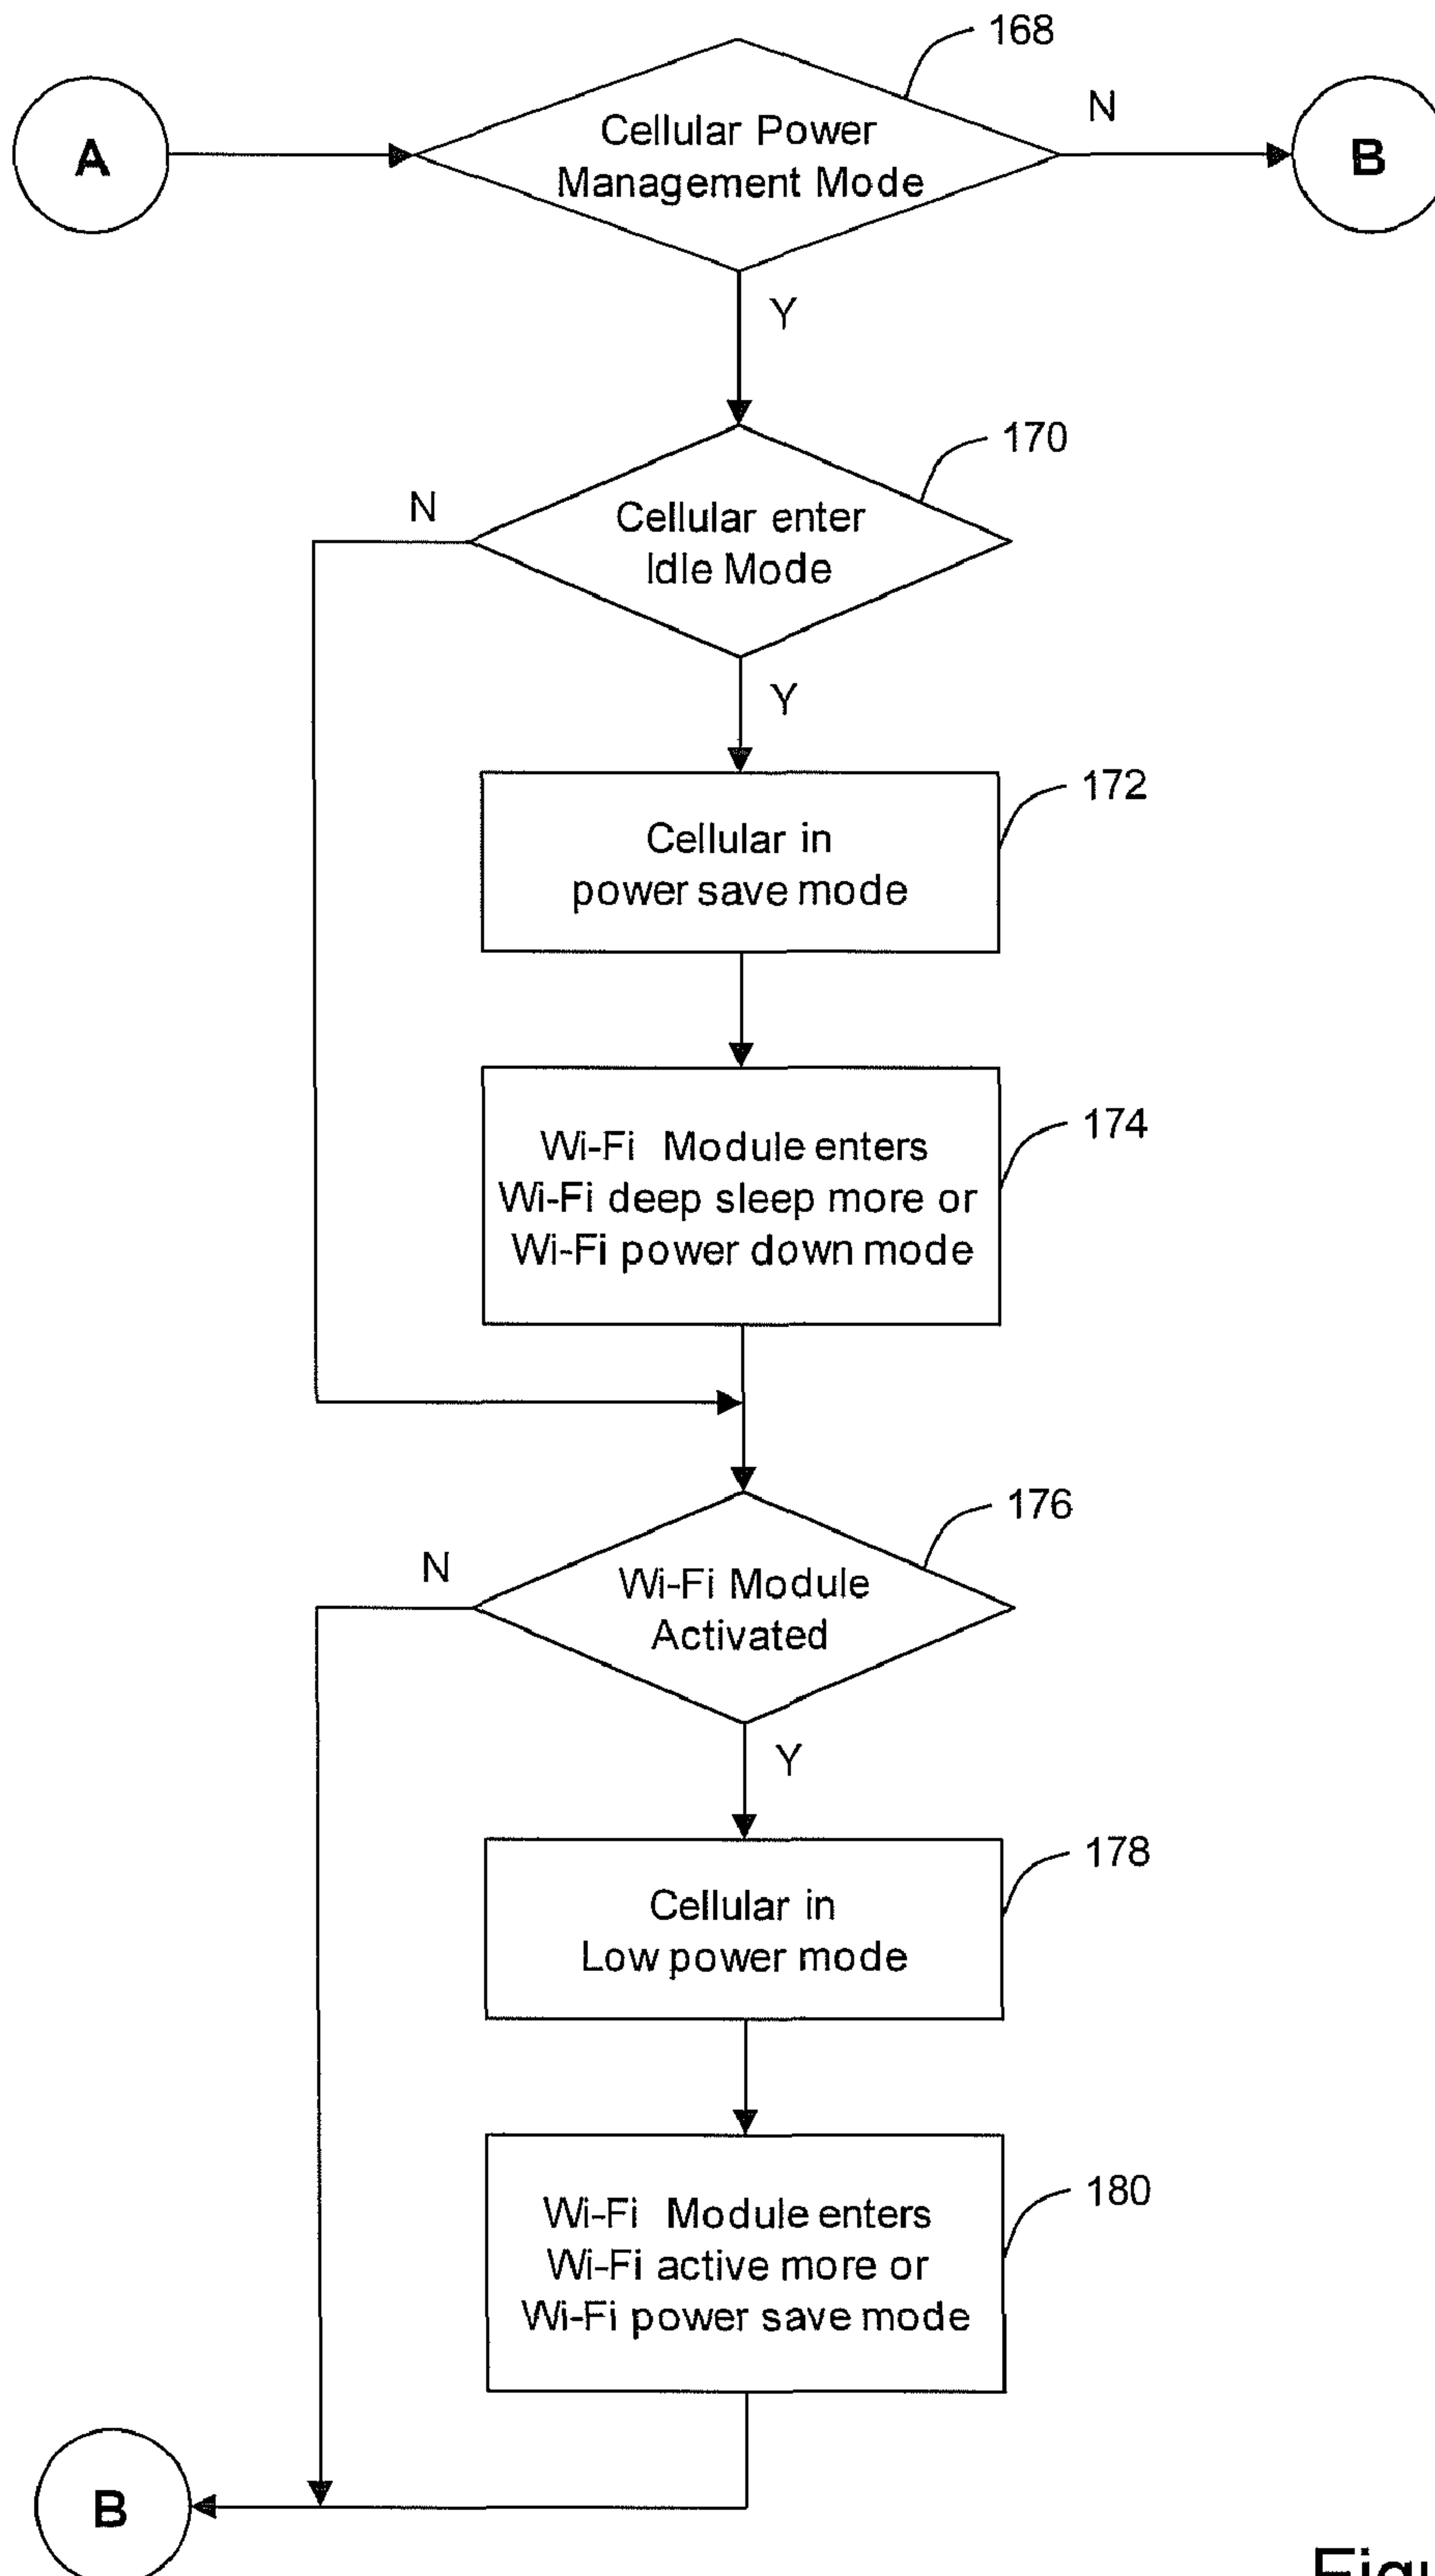 168
A
Cellular Power
Management Mode
N
B
Y
170
N
Cellular enter
Idle Mode
Y
172
Cellular in
power save mode
174
Wi-Fi Module enters
Wi-Fi deep sleep more or
Wi-Fi power down mode
176
N
Wi-Fi Module
Activated
Y
178
Cellular in
Low power mode
180
Wi-Fi Module enters
Wi-Fi active more or
Wi-Fi power save mode
B